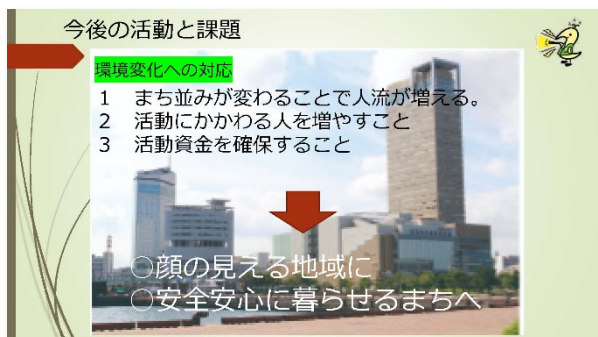 今後の活動と課題
環境変化への対応
1 まち並みが変わることで人流が増える。
2 活動にかかわる人を増やすこと
3 活動資金を確保すること
○顔の見える地域に
○安全安心に暮らせるまちへ